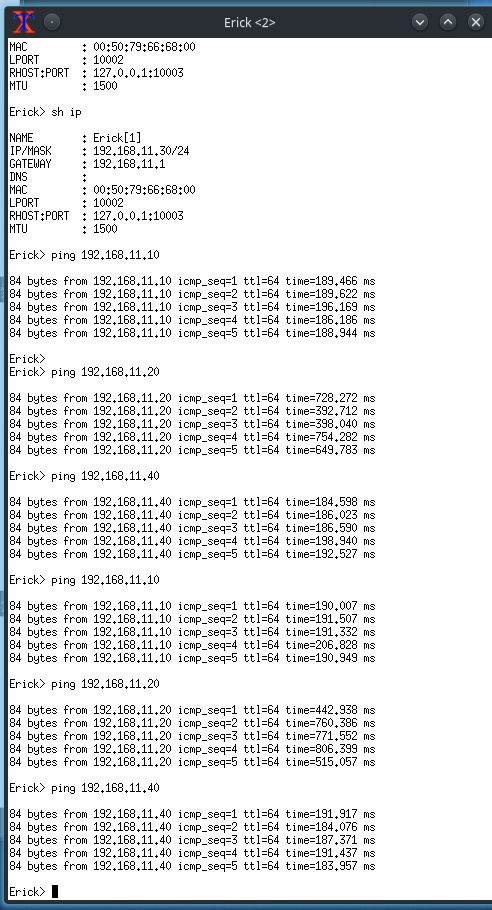 Erick <2>
MAC : 00:50:79:66:68:00
LPORT : 10002
RHOST:PORT : 127.0.0.1:10003
MTU : 1500
Erick> sh ip
NAME : Erick[1]
IP/MASK : 192.168.11.30/24
GATEWAY : 192.168.11.1
DNS :
MAC : 00:50:79:66:68:00
LPORT : 10002
RHOST:PORT : 127.0.0.1:10003
MTU : 1500
Erick> ping 192.168.11.10
84 bytes from 192.168.11.10 icmp_seq=1 ttl=64 time=189.466 ms
84 bytes from 192.168.11.10 icmp_seq=2 ttl=64 time=189.622 ms
84 bytes from 192.168.11.10 icmp_seq=3 ttl=64 time=196.169 ms
84 bytes from 192.168.11.10 icmp_seq=4 ttl=64 time=186.186 ms
84 bytes from 192.168.11.10 icmp_seq=5 ttl=64 time=188.944 ms
Erick>
Erick> ping 192.168.11.20
84 bytes from 192.168.11.20 icmp_seq=1 ttl=64 time=728.272 ms
84 bytes from 192.168.11.20 icmp_seq=2 ttl=64 time=392.712 ms
84 bytes from 192.168.11.20 icmp_seq=3 ttl=64 time=398.040 ms
84 bytes from 192.168.11.20 icmp_seq=4 ttl=64 time=754.282 ms
84 bytes from 192.168.11.20 icmp_seq=5 ttl=64 time=649.783 ms
Erick> ping 192.168.11.40
84 bytes from 192.168.11.40 icmp_seq=1 ttl=64 time=184.598 ms
84 bytes from 192.168.11.40 icmp_seq=2 ttl=64 time=186.023 ms
84 bytes from 192.168.11.40 icmp_seq=3 ttl=64 time=186.590 ms
84 bytes from 192.168.11.40 icmp_seq=4 ttl=64 time=198.940 ms
84 bytes from 192.168.11.40 icmp_seq=5 ttl=64 time=192.527 ms
Erick> ping 192.168.11.10
84 bytes from 192.168.11.10 icmp_seq=1 ttl=64 time=190.007 ms
84 bytes from 192.168.11.10 icmp_seq=2 ttl=64 time=191.507 ms
84 bytes from 192.168.11.10 icmp_seq=3 ttl=64 time=191.332 ms
84 bytes from 192.168.11.10 icmp_seq=4 ttl=64 time=206.828 ms
84 bytes from 192.168.11.10 icmp_seq=5 ttl=64 time=190.949 ms
Erick> ping 192.168.11.20
84 bytes from 192.168.11.20 icmp_seq=1 ttl=64 time=442.938 ms
84 bytes from 192.168.11.20 icmp_seq=2 ttl=64 time=760.386 ms
84 bytes from 192.168.11.20 icmp_seq=3 ttl=64 time=771.552 ms
84 bytes from 192.168.11.20 icmp_seq=4 ttl=64 time=806.399 ms
84 bytes from 192.168.11.20 icmp_seq=5 ttl=64 time=515.057 ms
Erick> ping 192.168.11.40
84 bytes from 192.168.11.40 icmp_seq=1 ttl=64 time=191.917 ms
84 bytes from 192.168.11.40 icmp_seq=2 ttl=64 time=184.076 ms
84 bytes from 192.168.11.40 icmp_seq=3 ttl=64 time=187.371 ms
84 bytes from 192.168.11.40 icmp_seq=4 ttl=64 time=191.437 ms
84 bytes from 192.168.11.40 icmp_seq=5 ttl=64 time=183.957 ms
Erick>